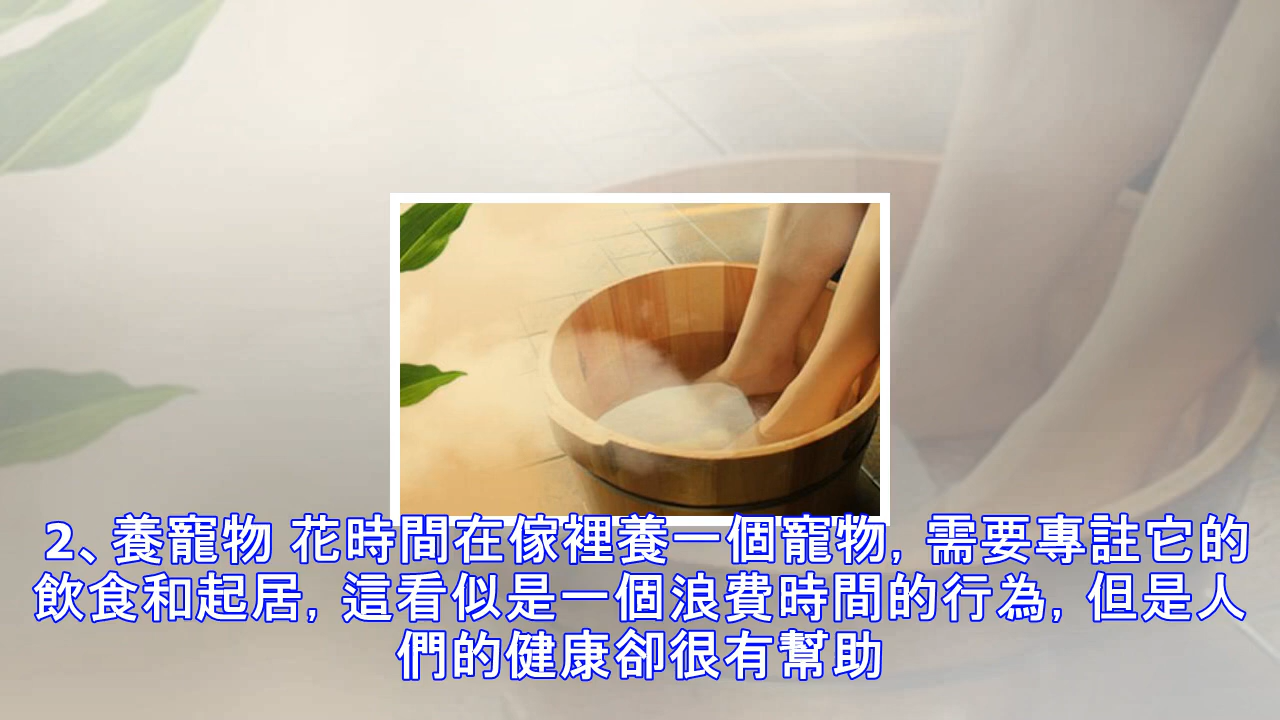 2、養寵物 花時間在傢裡養一個寵物, 需要專註它的
飲食和起居, 這看似是一個浪費時間的行為, 但是人
們的健康卻很有幫助